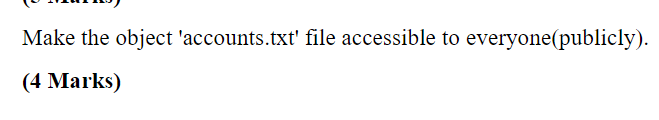 Make the object 'accounts.txt' file accessible to everyone(publicly).
(4 Marks)